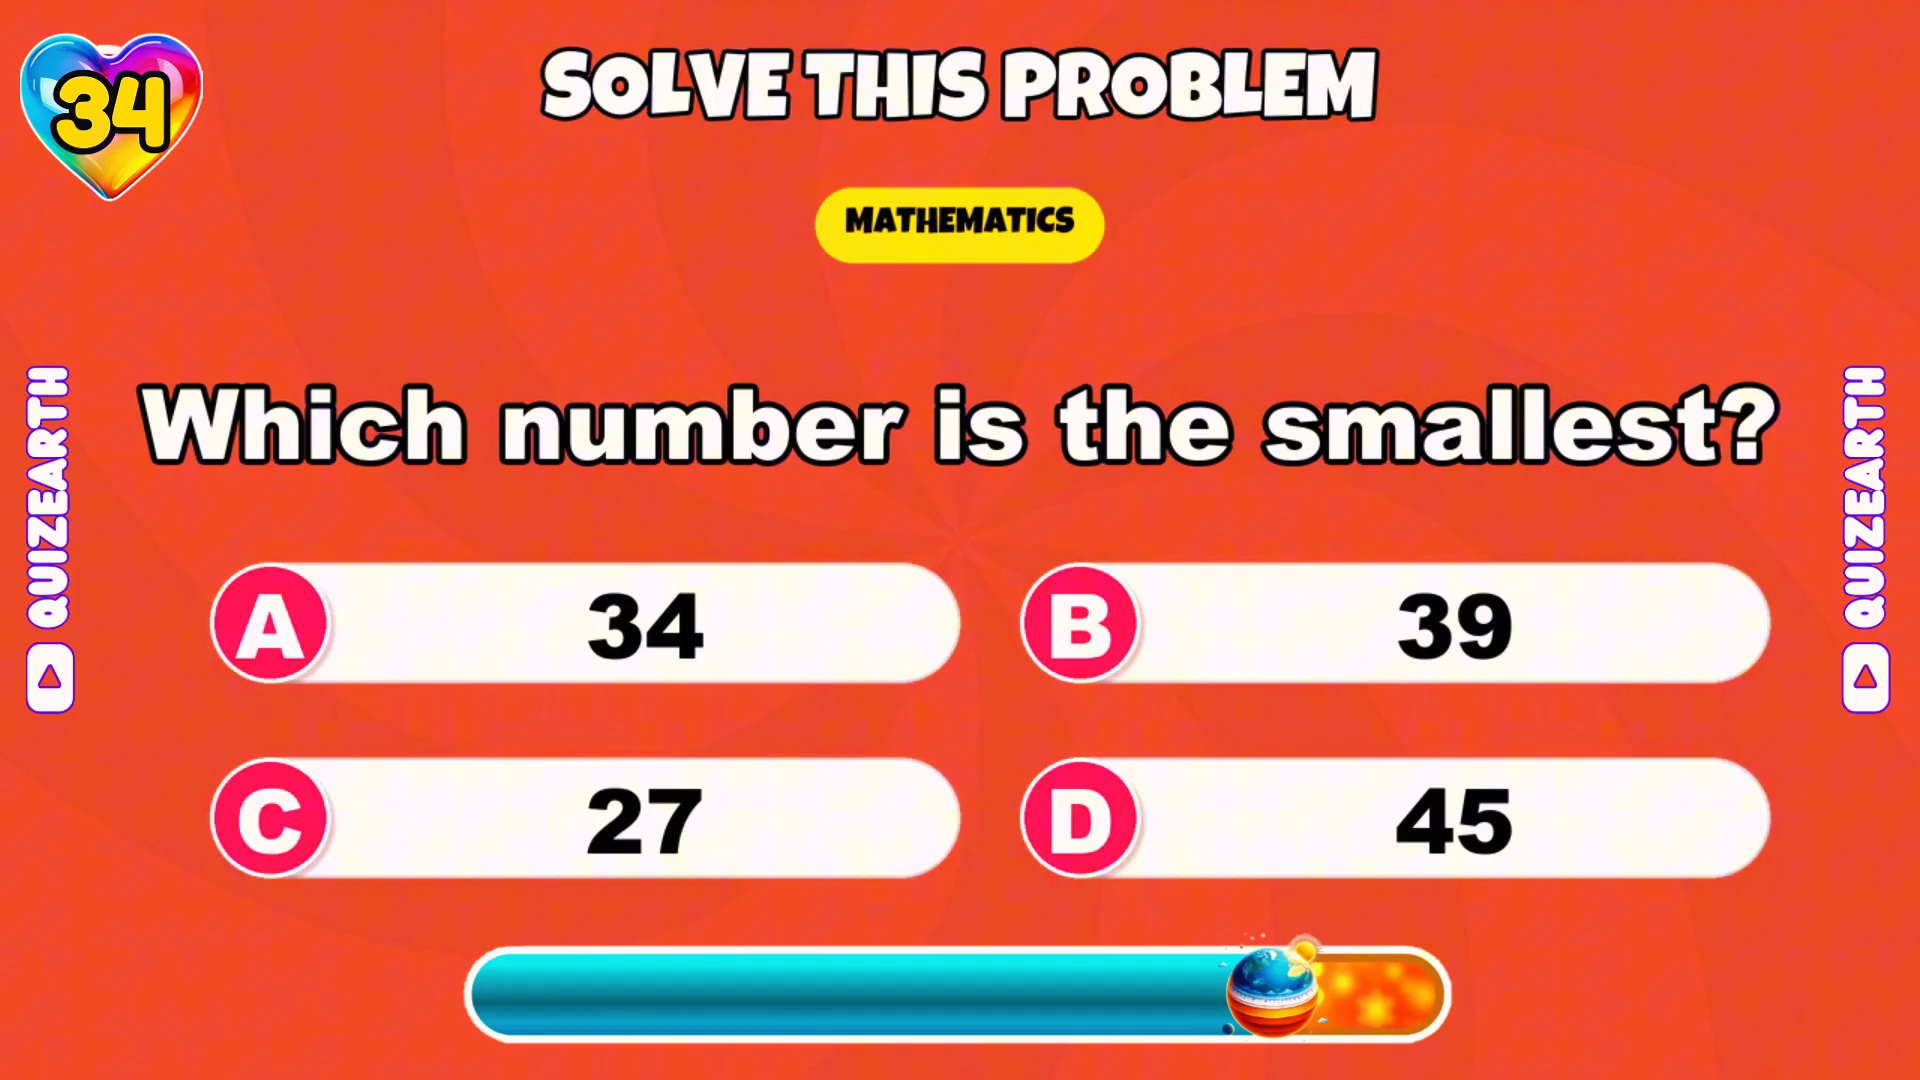 34
SOLVE THIS PROBLEM
MATHEMATICS
Which number is the smallest?
A 34
B 39
C 27
D 45
QUIZEARTH
QUIZEARTH